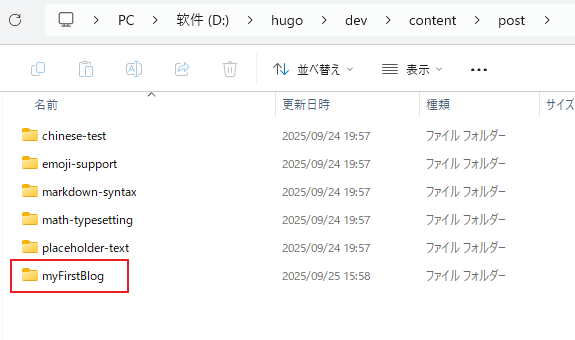 PC > 软件 (D:) > hugo > dev > content > post >
並べ替え 表示 ...
名前 更新日時 種類 サイズ
chinese-test 2025/09/24 19:57 ファイル フォルダー
emoji-support 2025/09/24 19:57 ファイル フォルダー
markdown-syntax 2025/09/24 19:57 ファイル フォルダー
math-typesetting 2025/09/24 19:57 ファイル フォルダー
placeholder-text 2025/09/24 19:57 ファイル フォルダー
myFirstBlog 2025/09/25 15:58 ファイル フォルダー